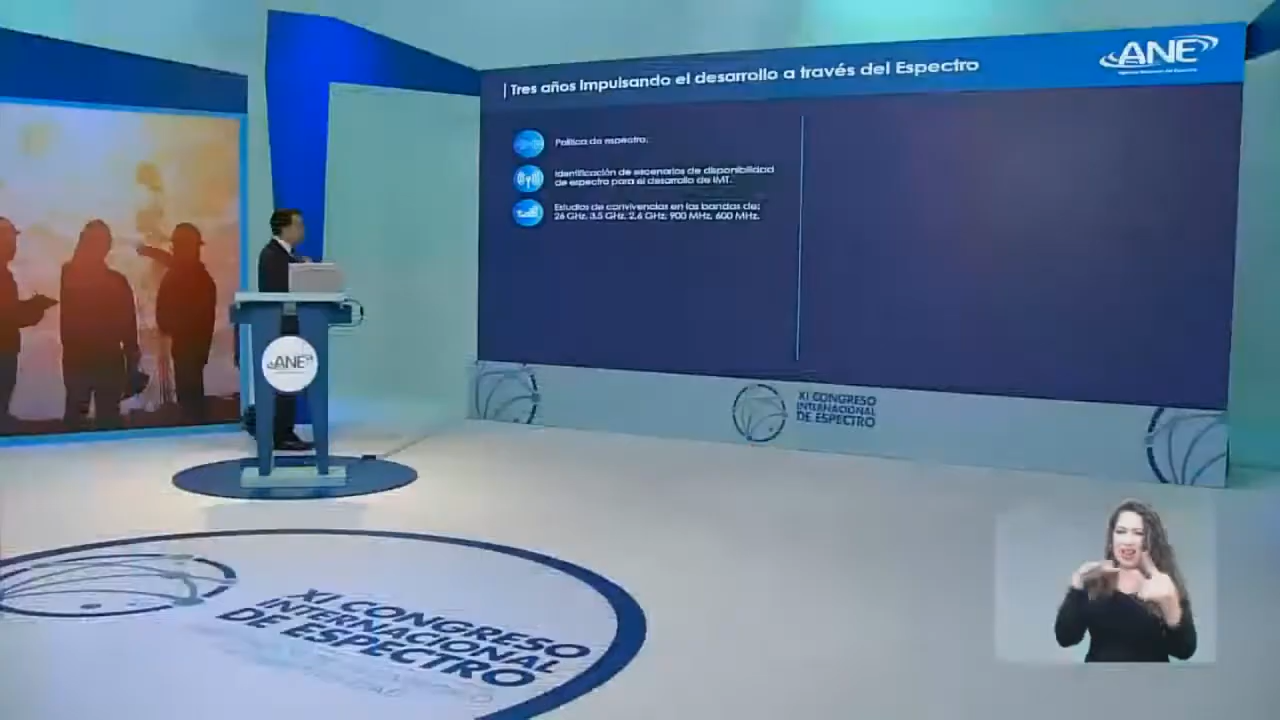 Tres años Impulsando el desarrollo a través del Espectro
ANE
Política de espectro.
Identificación de escenarios de disponibilidad
de espectro para el desarrollo de IMT.
Estudios de convivencias en las bandas de:
26 GHz, 3.5 GHz, 2.6 GHz, 900 MHz, 600 MHz.
ANE
XI CONGRESO
INTERNACIONAL
DE ESPECTRO
XI CONGRESO
INTERNACIONAL
DE ESPECTRO